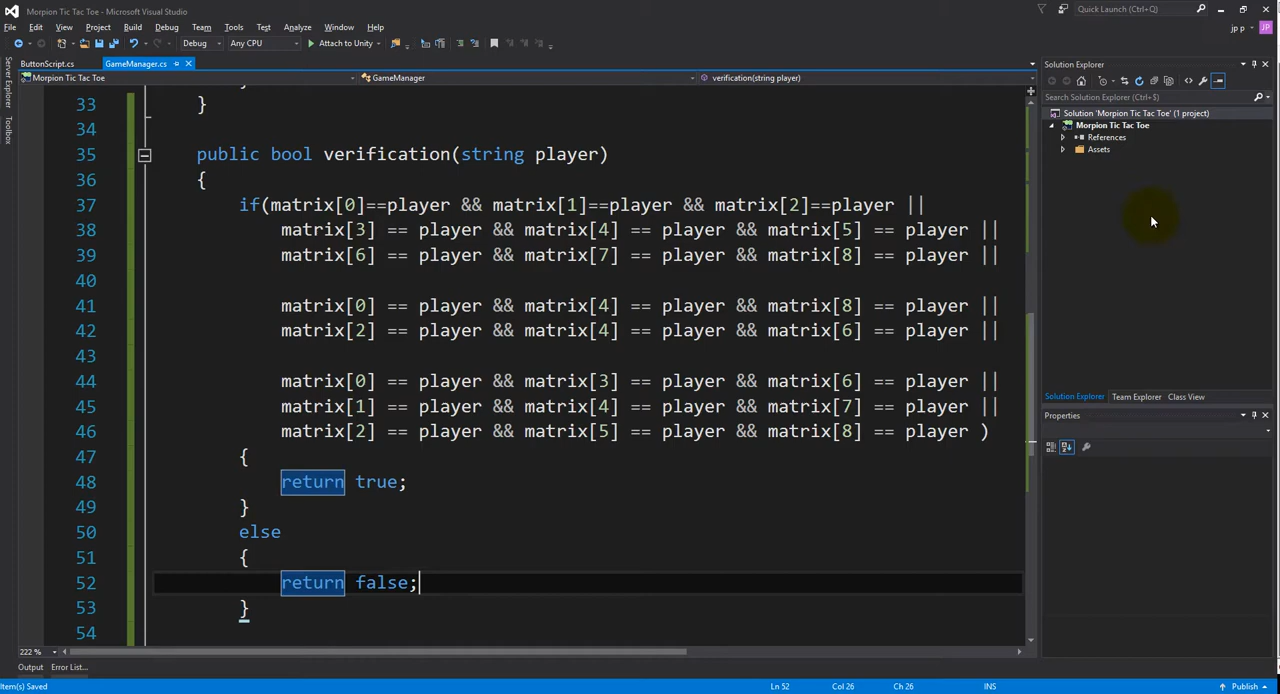 Morpion Tic Tac Toe - Microsoft Visual Studio
Quick Launch (Ctrl+Q)
File Edit View Project Build Debug Team Tools Test Analyze Window Help
jp p JP
Debug Any CPU Attach to Unity
Server Explorer
Toolbox
ButtonScript.cs GameManager.cs
Morpion Tic Tac Toe GameManager verification(string player)
33 }
34
35 public bool verification(string player)
36 {
37 if(matrix[0]==player && matrix[1]==player && matrix[2]==player ||
38 matrix[3] == player && matrix[4] == player && matrix[5] == player ||
39 matrix[6] == player && matrix[7] == player && matrix[8] == player ||
40
41 matrix[0] == player && matrix[4] == player && matrix[8] == player ||
42 matrix[2] == player && matrix[4] == player && matrix[6] == player ||
43
44 matrix[0] == player && matrix[3] == player && matrix[6] == player ||
45 matrix[1] == player && matrix[4] == player && matrix[7] == player ||
46 matrix[2] == player && matrix[5] == player && matrix[8] == player )
47 {
48 return true;
49 }
50 else
51 {
52 return false;
53 }
54
222 %
Solution Explorer
Search Solution Explorer (Ctrl+$)
Solution 'Morpion Tic Tac Toe' (1 project)
Morpion Tic Tac Toe
References
Assets
Solution Explorer Team Explorer Class View
Properties
Output Error List...
Item(s) Saved Ln 52 Col 26 Ch 26 INS Publish